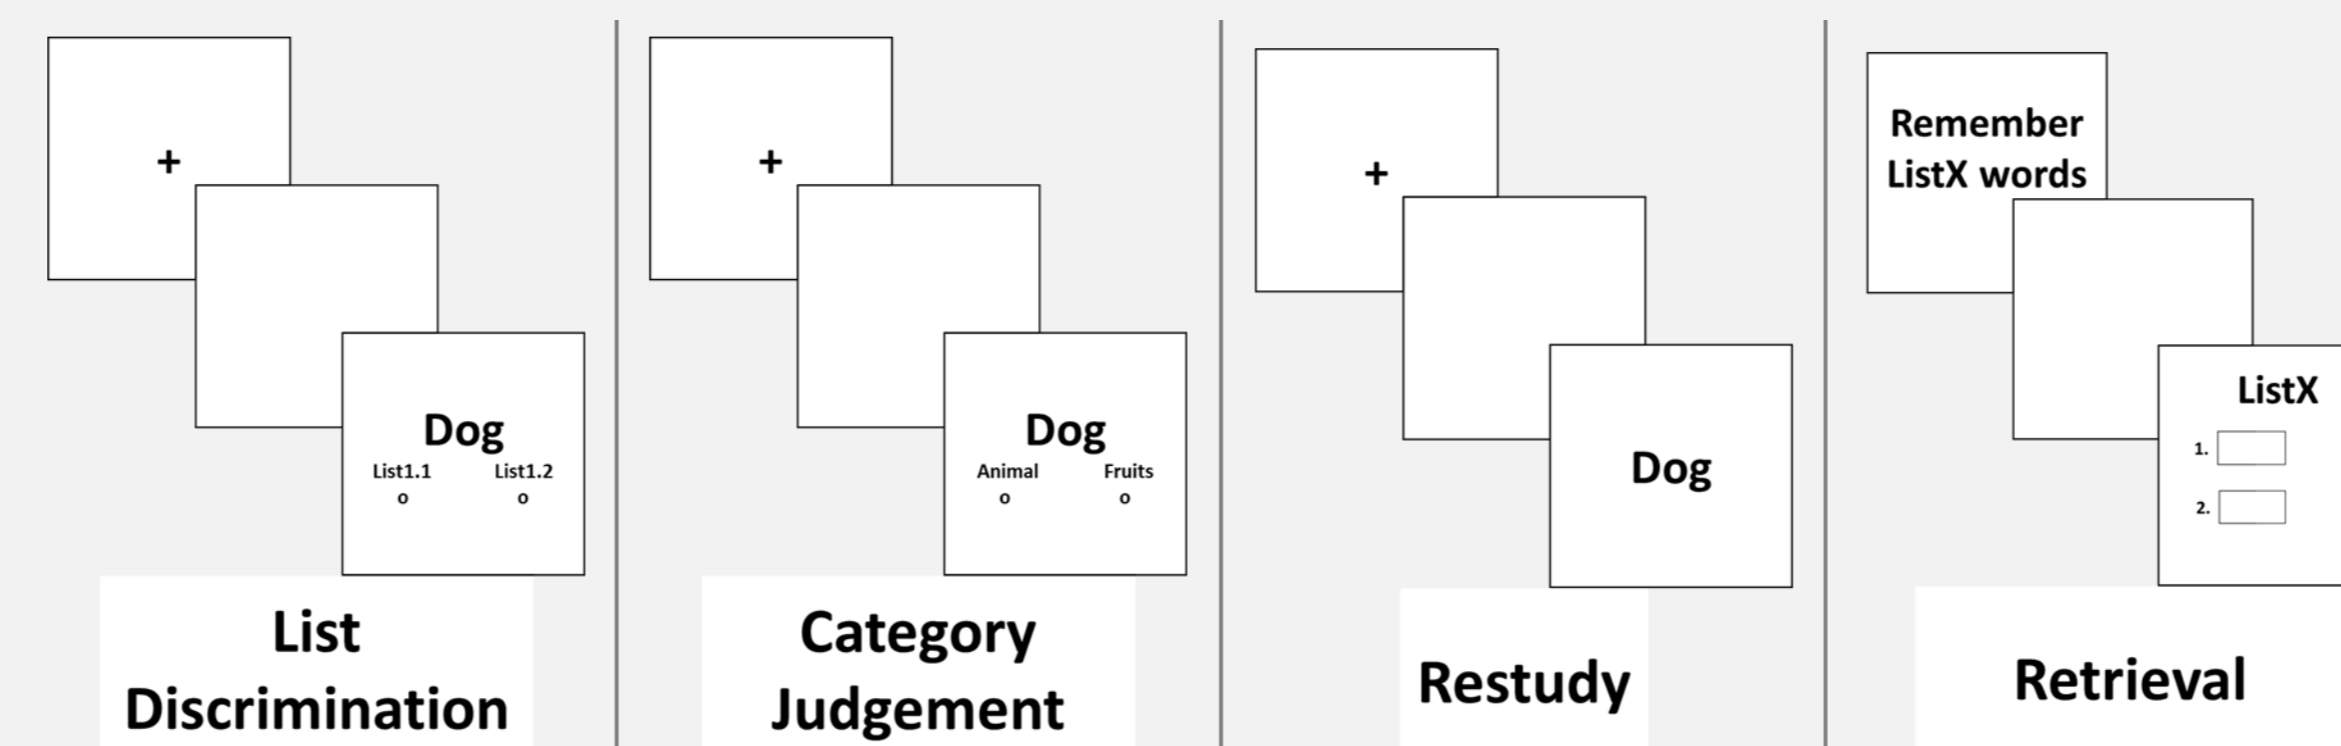 +
Dog
List1.1 List1.2
o o
List
Discrimination
+
Dog
Animal Fruits
o o
Category
Judgement
+
Dog
Restudy
Remember
ListX words
ListX
1.
2.
Retrieval